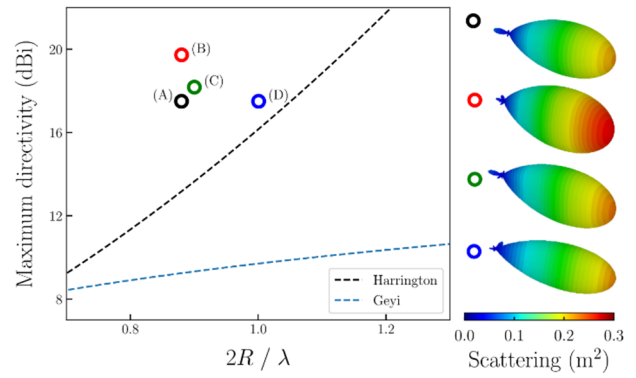 Maximum directivity (dBi)
20
16
12
8
(B)
(C)
(A)
(D)
Harrington
Geyi
0.8
1.0
1.2
2R / λ
0.0
0.1
0.2
0.3
Scattering (m²)